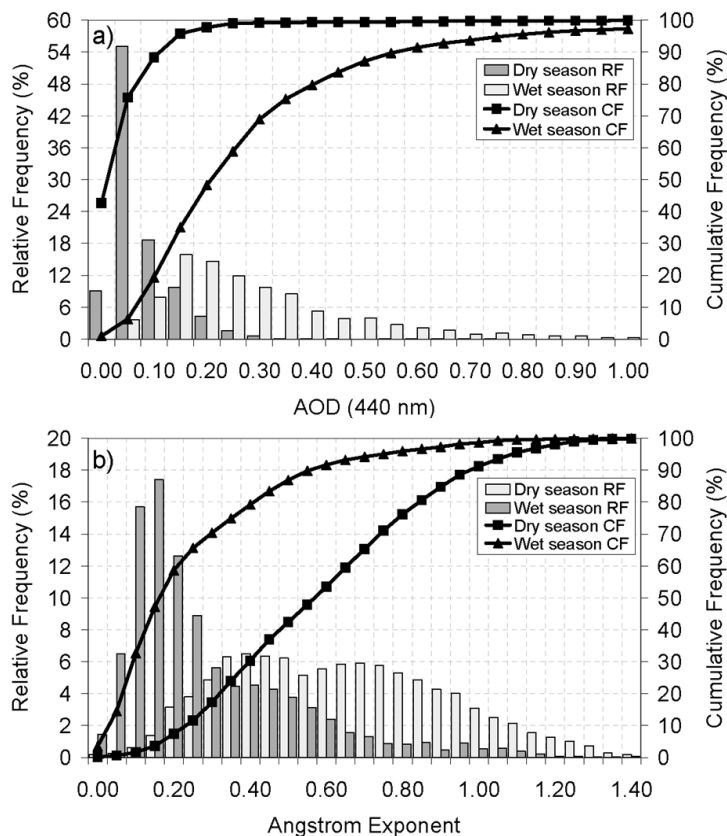 a)
60
54
48
42
36
30
24
18
12
6
0
Relative Frequency (%)
100
90
80
70
60
50
40
30
20
10
0
Cumulative Frequency (%)
Dry season RF
Wet season RF
Dry season CF
Wet season CF
0.00 0.10 0.20 0.30 0.40 0.50 0.60 0.70 0.80 0.90 1.00
AOD (440 nm)
b)
20
18
16
14
12
10
8
6
4
2
0
Relative Frequency (%)
100
90
80
70
60
50
40
30
20
10
0
Cumulative Frequency (%)
Dry season RF
Wet season RF
Dry season CF
Wet season CF
0.00 0.20 0.40 0.60 0.80 1.00 1.20 1.40
Angstrom Exponent